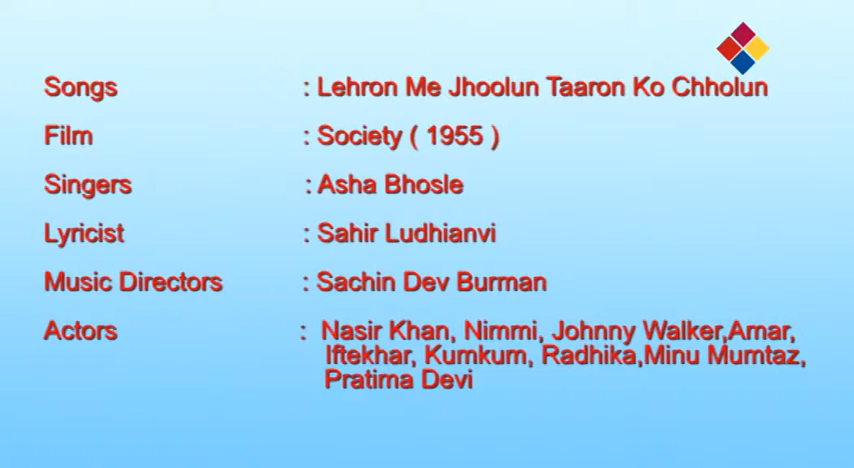 Songs : Lehron Me Jhoolun Taaron Ko Chholun
Film : Society ( 1955 )
Singers : Asha Bhosle
Lyricist : Sahir Ludhianvi
Music Directors : Sachin Dev Burman
Actors : Nasir Khan, Nimmi, Johnny Walker,Amar,
Iftekhar, Kumkum, Radhika,Minu Mumtaz,
Pratima Devi